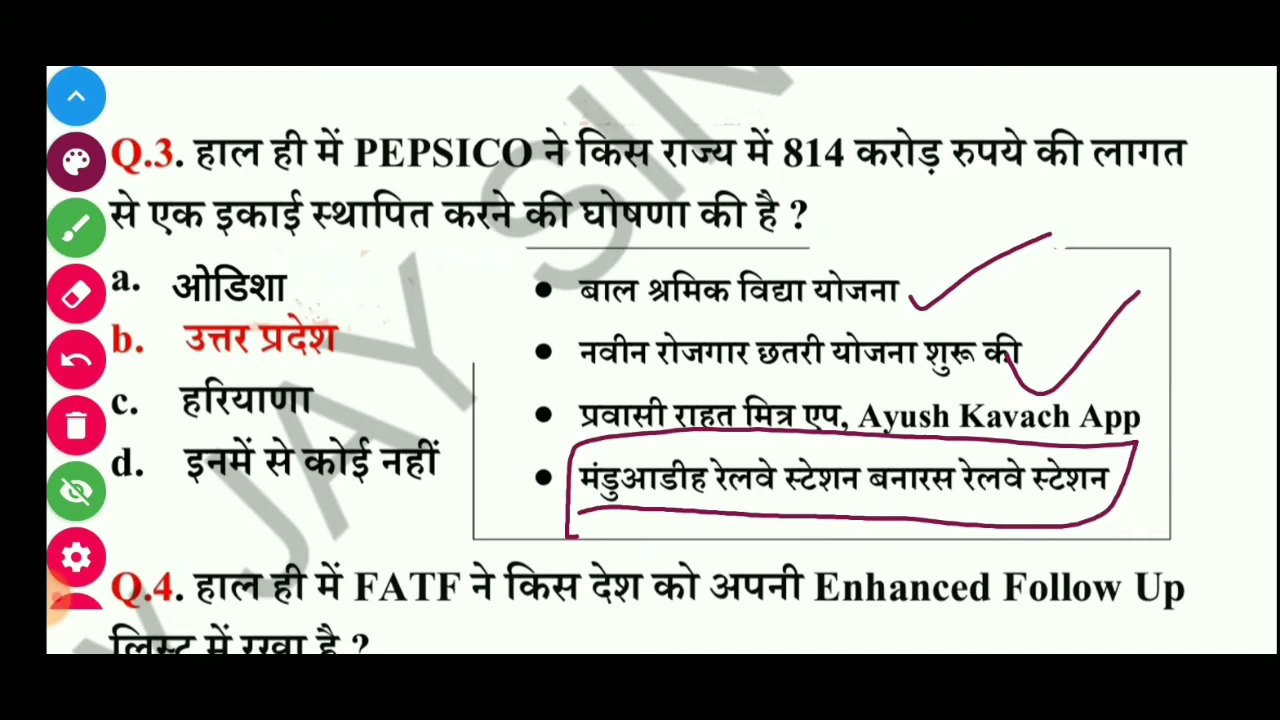 Q.3. हाल ही में PEPSICO ने किस राज्य में 814 करोड़ रुपये की लागत
से एक इकाई स्थापित करने की घोषणा की है ?
a. ओडिशा
b. उत्तर प्रदेश
c. हरियाणा
d. इनमें से कोई नहीं
● बाल श्रमिक विद्या योजना
● नवीन रोजगार छतरी योजना शुरू की
● प्रवासी राहत मित्र एप, Ayush Kavach App
● मंडुआडीह रेलवे स्टेशन बनारस रेलवे स्टेशन
Q.4. हाल ही में FATF ने किस देश को अपनी Enhanced Follow Up
लिस्ट में रखा है ?
JAY SIN